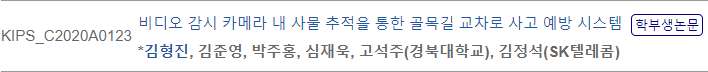 비디오 감시 카메라 내 사물 추적을 통한 골목길 교차로 사고 예방 시스템 학부생논문
KIPS_C2020A0123
*김형진, 김준영, 박주홍, 심재욱, 고석주(경북대학교), 김정석(SK텔레콤)